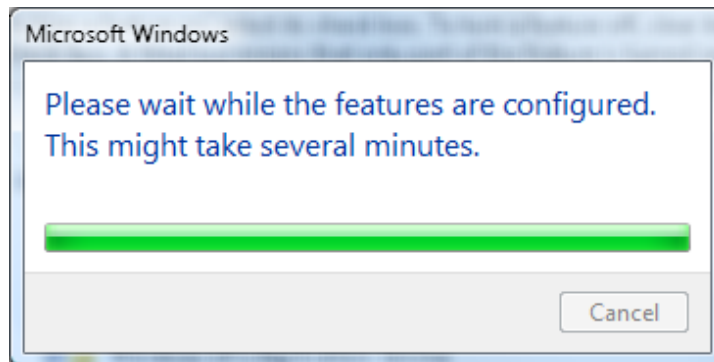 Microsoft Windows
Please wait while the features are configured.
This might take several minutes.
Cancel